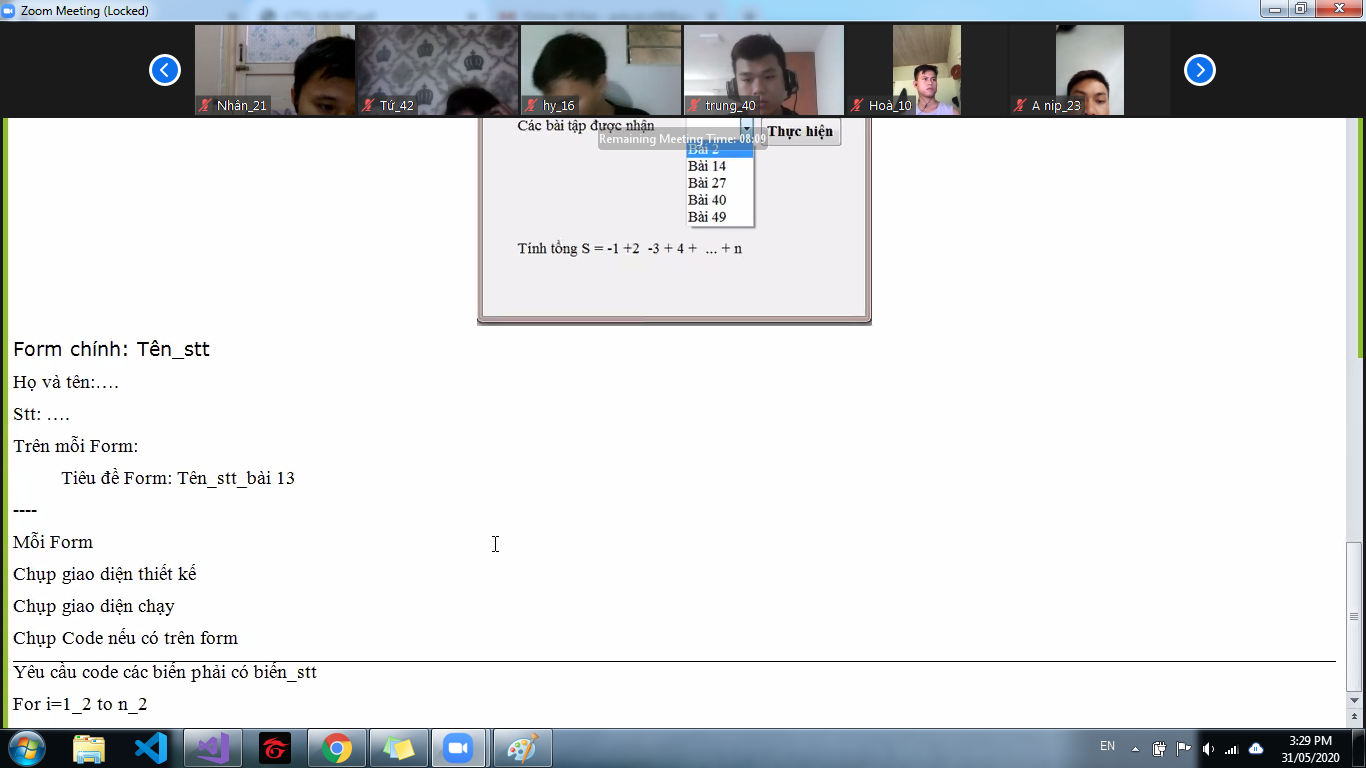 Zoom Meeting (Locked)
Nhân_21
Tứ_42
hy_16
trung_40
Hoà_10
A nip_23
Các bài tập được nhận
Thực hiện
Remaining Meeting Time: 08:09
Bài 2
Bài 14
Bài 27
Bài 40
Bài 49
Tính tổng S = -1 +2 -3 + 4 + ... + n
Form chính: Tên_stt
Họ và tên:….
Stt: ….
Trên mỗi Form:
Tiêu đề Form: Tên_stt_bài 13
----
Mỗi Form
Chụp giao diện thiết kế
Chụp giao diện chạy
Chụp Code nếu có trên form
Yêu cầu code các biến phải có biến_stt
For i=1_2 to n_2
EN
3:29 PM
31/05/2020